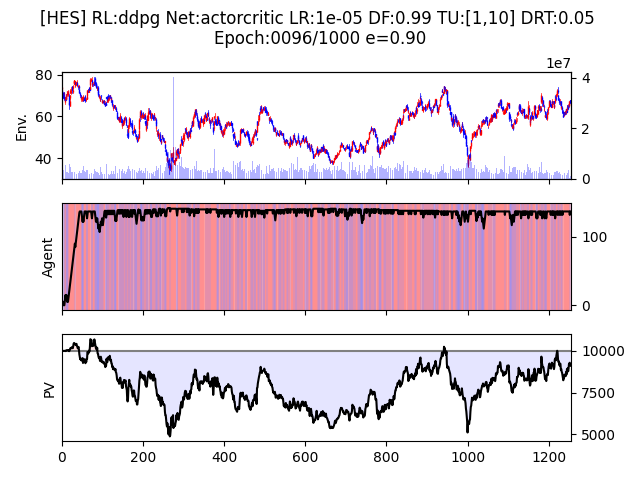 [HES] RL:ddpg Net:actorcritic LR:1e-05 DF:0.99 TU:[1,10] DRT:0.05
Epoch:0096/1000 e=0.90
1e7
80
60
40
Env.
4
2
0
Agent
100
0
PV
10000
7500
5000
0 200 400 600 800 1000 1200